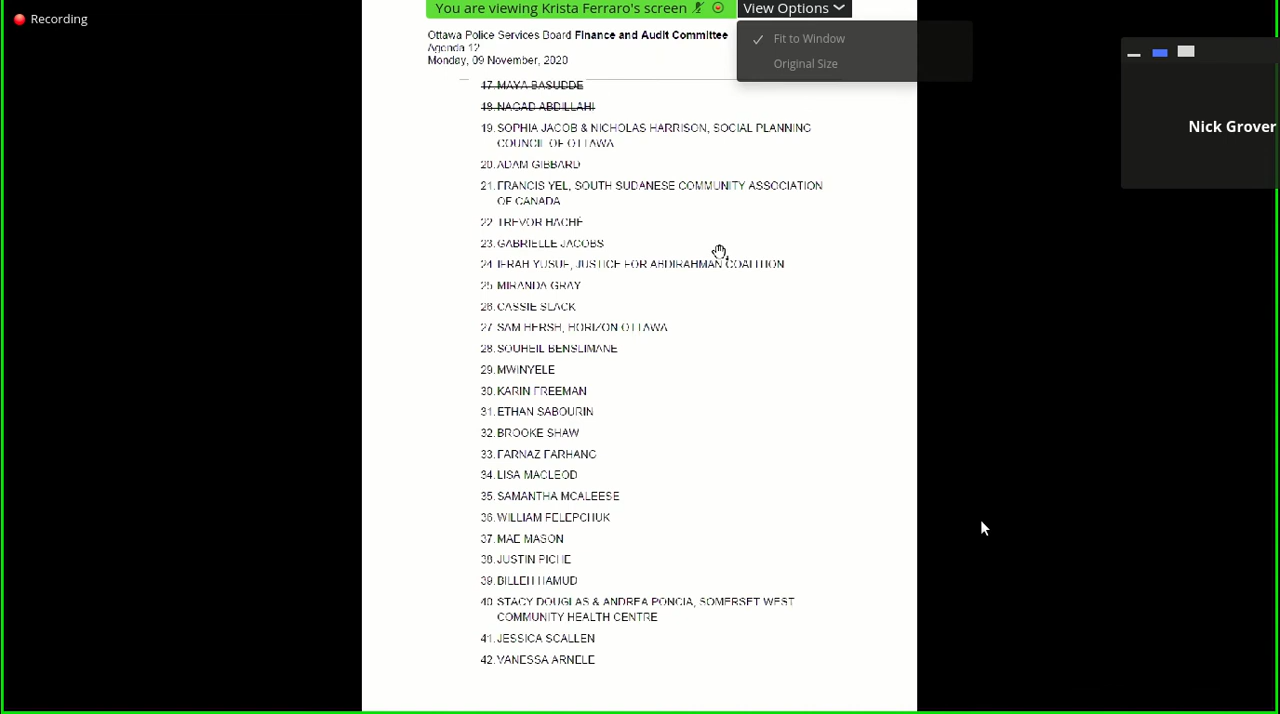 Recording
You are viewing Krista Ferraro's screen
View Options
Fit to Window
Original Size
Nick Grover
Ottawa Police Services Board Finance and Audit Committee
Agenda 12
Monday, 09 November, 2020
17. MAYA BASUDDE
18. NAGAD ABDILLAHI
19. SOPHIA JACOB & NICHOLAS HARRISON, SOCIAL PLANNING
COUNCIL OF OTTAWA
20. ADAM GIBBARD
21. FRANCIS YEL, SOUTH SUDANESE COMMUNITY ASSOCIATION
OF CANADA
22. TREVOR HACHÉ
23. GABRIELLE JACOBS
24. IFRAH YUSUF, JUSTICE FOR ABDIRAHMAN COALITION
25. MIRANDA GRAY
26. CASSIE SLACK
27. SAM HERSH, HORIZON OTTAWA
28. SOUHEIL BENSLIMANE
29. MWINYELE
30. KARIN FREEMAN
31. ETHAN SABOURIN
32. BROOKE SHAW
33. FARNAZ FARHANG
34. LISA MACLEOD
35. SAMANTHA MCALEESE
36. WILLIAM FELEPCHUK
37. MAE MASON
38. JUSTIN PICHE
39. BILLEH HAMUD
40. STACY DOUGLAS & ANDREA PONCIA, SOMERSET WEST
COMMUNITY HEALTH CENTRE
41. JESSICA SCALLEN
42. VANESSA ARNELE